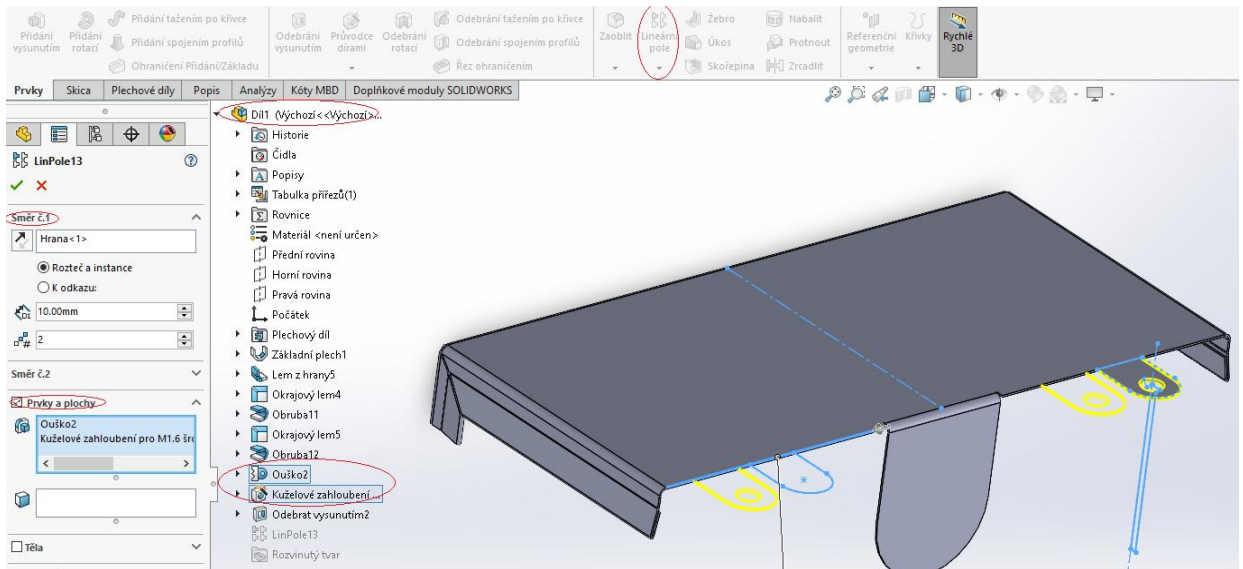 Přidání vysunutím
Přidání rotací
Přidání tažením po křivce
Přidání spojením profilů
Ohraničení Přidání/Základu
Odebrání vysunutím
Průvodce dírami
Odebrání rotací
Odebrání tažením po křivce
Odebrání spojením profilů
Řez ohraničením
Zaoblit
Lineární pole
Žebro
Úkos
Skořepina
Nabalit
Protnout
Zrcadlit
Referenční geometrie
Křivky
Rychlé 3D
Prvky Skica Plechové díly Popis Analýzy Kóty MBD Doplňkové moduly SOLIDWORKS
LinPole13
Směr č.1
Hrana<1>
Rozteč a instance
K odkazu:
10.00mm
2
Směr č.2
Prvky a plochy
Ouško2
Kuželové zahloubení pro M1.6 šro
Těla
Díl1 (Výchozí<<Výchozí>...
Historie
Čidla
Popisy
Tabulka přířezů(1)
Rovnice
Materiál <není určen>
Přední rovina
Horní rovina
Pravá rovina
Počátek
Plechový díl
Základní plech1
Lem z hrany5
Okrajový lem4
Obruba11
Okrajový lem5
Obruba12
Ouško2
Kuželové zahloubení ...
Odebrat vysunutím2
LinPole13
Rozvinutý tvar